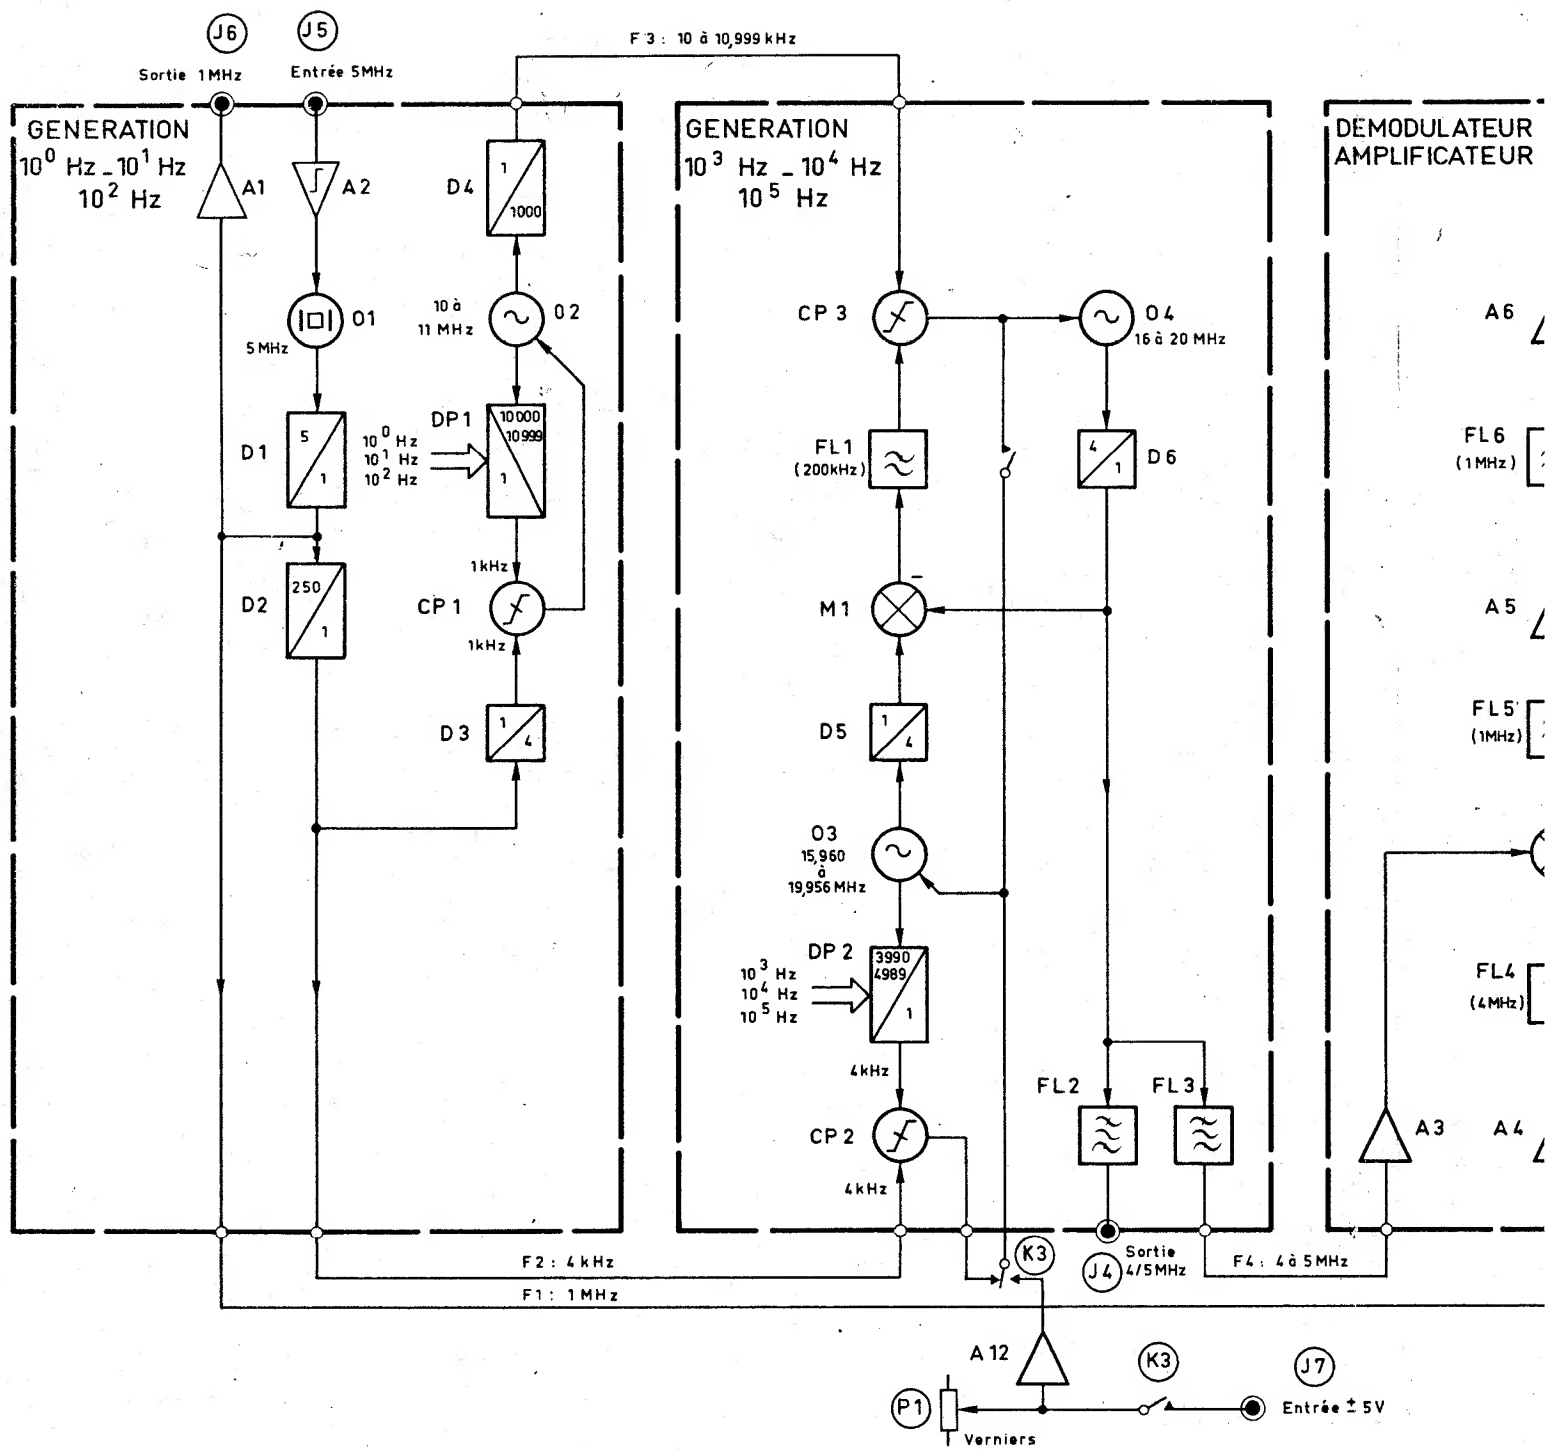 J6
J5
Sortie 1MHz
Entrée 5MHz
F3 : 10 à 10,999 kHz
GENERATION
10⁰ Hz - 10¹ Hz
10² Hz
A1
A2
D4
1
1000
O1
5MHz
10 à
11 MHz
O2
D1
5
1
10⁰ Hz
10¹ Hz
10² Hz
DP1
10000
10999
1
1kHz
CP1
1kHz
D2
250
1
D3
1
4
GENERATION
10³ Hz - 10⁴ Hz
10⁵ Hz
CP 3
O4
16 à 20 MHz
FL1
(200kHz)
4
1
D6
M1
-
D5
1
4
O3
15,960
à
19,956 MHz
DP 2
3990
4989
1
10³ Hz
10⁴ Hz
10⁵ Hz
4kHz
CP2
4kHz
FL2
FL3
DEMODULATEUR
AMPLIFICATEUR
A6
FL6
(1MHz)
A5
FL5
(1MHz)
FL4
(4MHz)
A3
A4
F2 : 4 kHz
F1 : 1MHz
K3
J4
Sortie
4/5MHz
F4 : 4 à 5MHz
A12
K3
J7
P1
Entrée ± 5V
Verniers